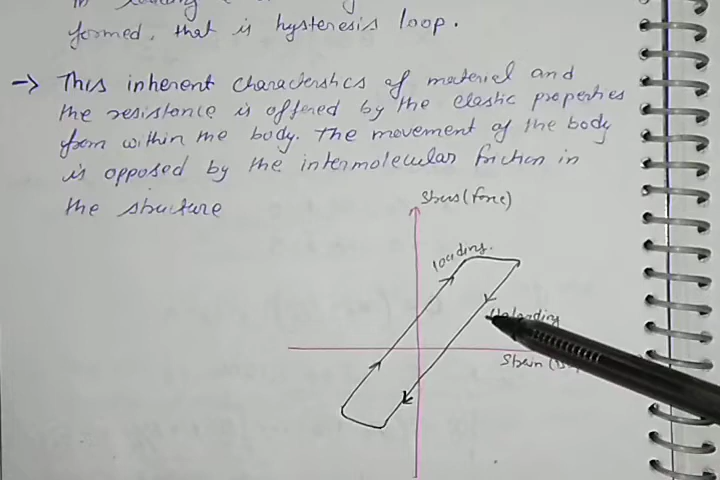 formed, that is hysteresis loop.
→ This inherent characterstics of material and
the resistance is offered by the elastic properties
from within the body. The movement of the body
is opposed by the intermolecular friction in
the structure
Stress (Force)
loading.
Unloading
Strain